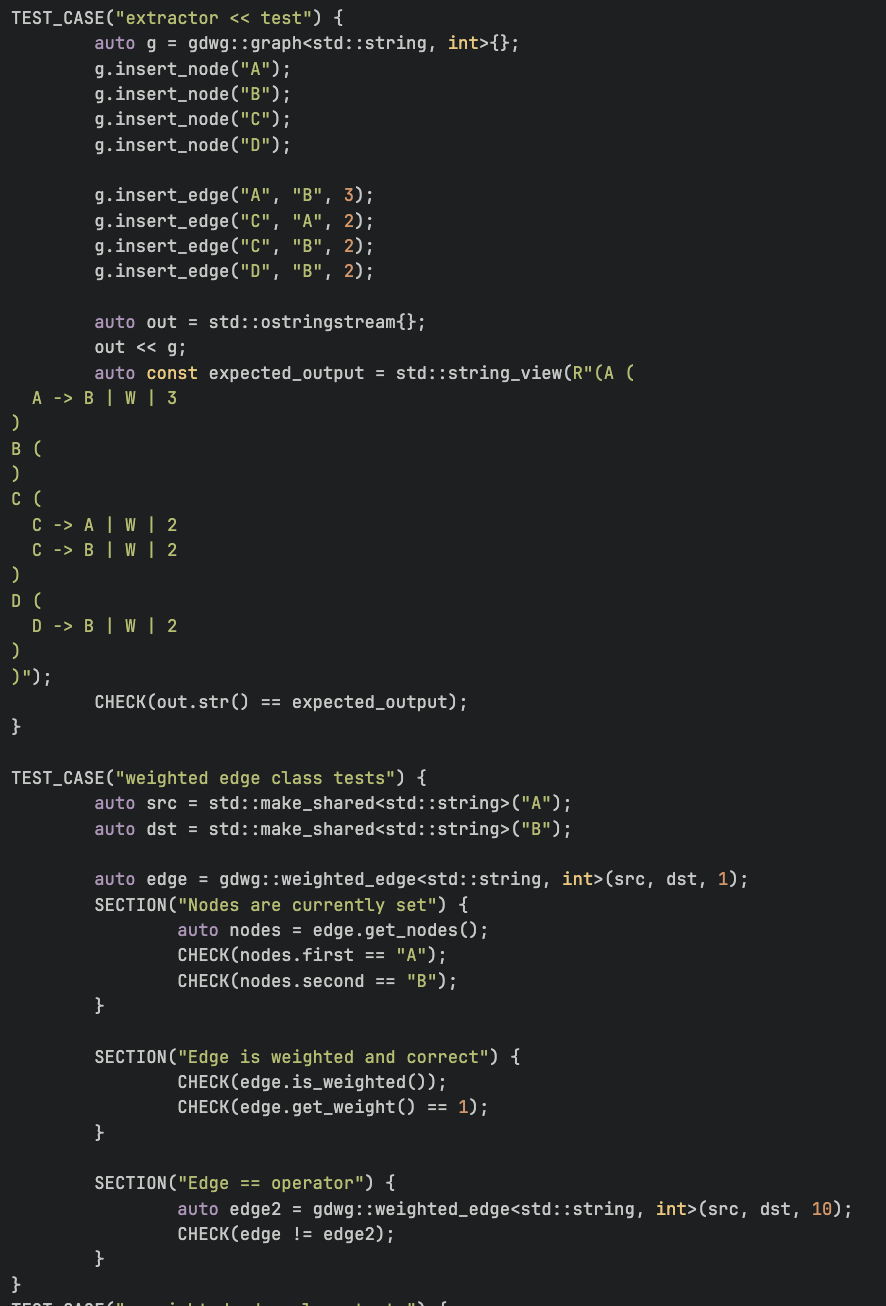 TEST_CASE("extractor << test") {
        auto g = gdwg::graph<std::string, int>{};
        g.insert_node("A");
        g.insert_node("B");
        g.insert_node("C");
        g.insert_node("D");

        g.insert_edge("A", "B", 3);
        g.insert_edge("C", "A", 2);
        g.insert_edge("C", "B", 2);
        g.insert_edge("D", "B", 2);

        auto out = std::ostringstream{};
        out << g;
        auto const expected_output = std::string_view(R"(A (
  A -> B | W | 3
)
B (
)
C (
  C -> A | W | 2
  C -> B | W | 2
)
D (
  D -> B | W | 2
)
)");
        CHECK(out.str() == expected_output);
}

TEST_CASE("weighted edge class tests") {
        auto src = std::make_shared<std::string>("A");
        auto dst = std::make_shared<std::string>("B");

        auto edge = gdwg::weighted_edge<std::string, int>(src, dst, 1);
        SECTION("Nodes are currently set") {
                auto nodes = edge.get_nodes();
                CHECK(nodes.first == "A");
                CHECK(nodes.second == "B");
        }

        SECTION("Edge is weighted and correct") {
                CHECK(edge.is_weighted());
                CHECK(edge.get_weight() == 1);
        }

        SECTION("Edge == operator") {
                auto edge2 = gdwg::weighted_edge<std::string, int>(src, dst, 10);
                CHECK(edge != edge2);
        }
}